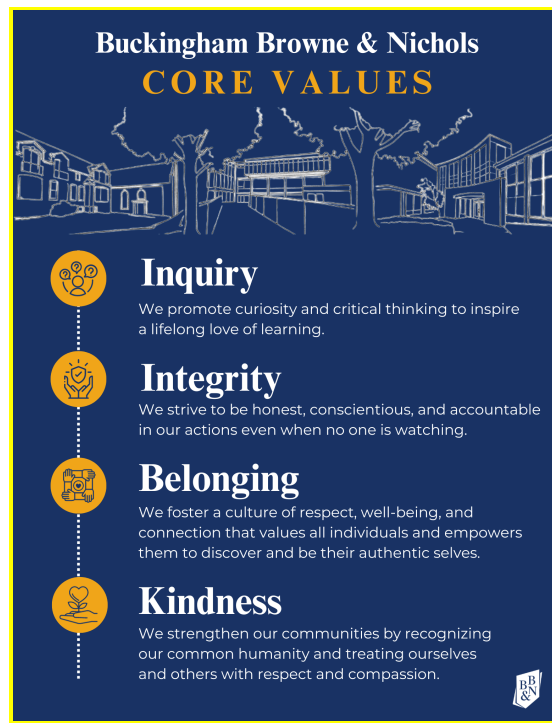 Buckingham Browne & Nichols
CORE VALUES
Inquiry
We promote curiosity and critical thinking to inspire
a lifelong love of learning.
Integrity
We strive to be honest, conscientious, and accountable
in our actions even when no one is watching.
Belonging
We foster a culture of respect, well-being, and
connection that values all individuals and empowers
them to discover and be their authentic selves.
Kindness
We strengthen our communities by recognizing
our common humanity and treating ourselves
and others with respect and compassion.
B B
& N